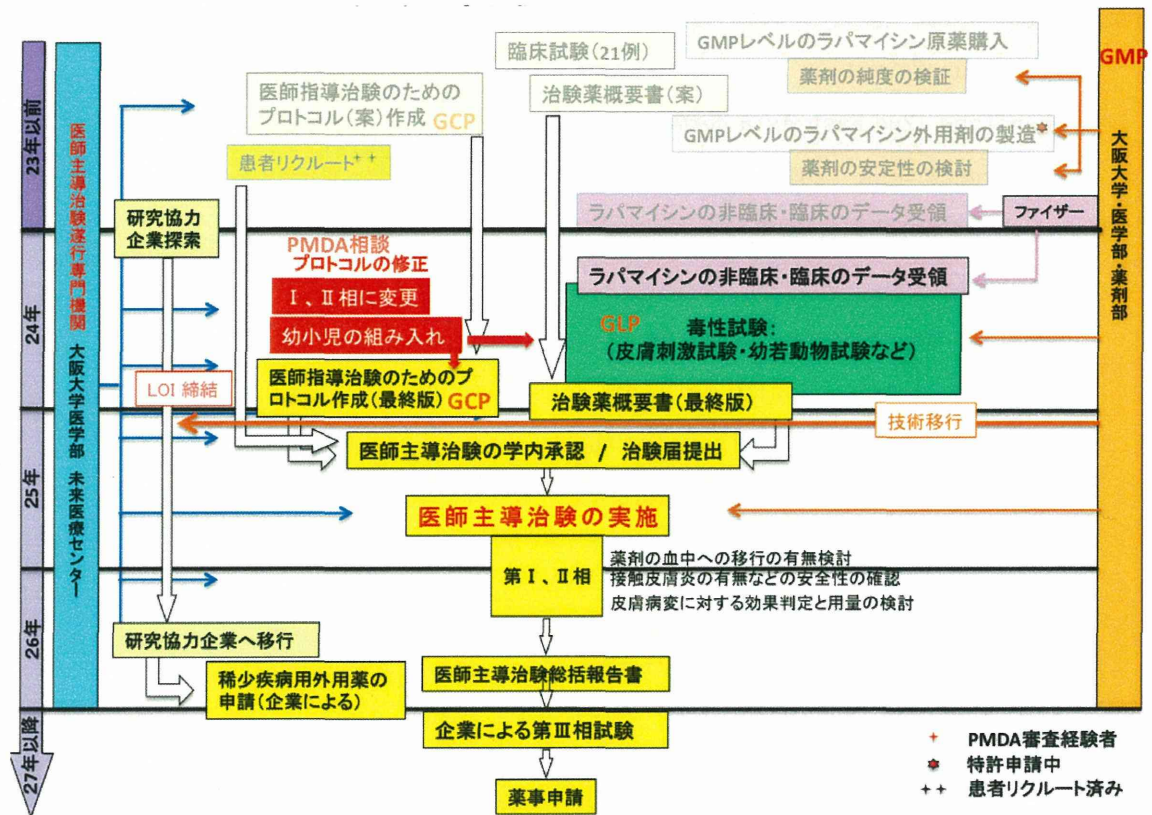 23年以前
24年
25年
26年
27年以降
医師主導治験遂行専門機関 大阪大学医学部 未来医療センター
GMP
大阪大学・医学部・薬剤部
臨床試験(21例)
治験薬概要書(案)
GMPレベルのラパマイシン原薬購入
薬剤の純度の検証
GMPレベルのラパマイシン外用剤の製造*
薬剤の安定性の検討
医師指導治験のための
プロトコル(案)作成 GCP
患者リクルート++
ラパマイシンの非臨床・臨床のデータ受領
ファイザー
研究協力
企業探索
PMDA相談
プロトコルの修正
Ⅰ、Ⅱ相に変更
幼小児の組み入れ
ラパマイシンの非臨床・臨床のデータ受領
GLP 毒性試験:
(皮膚刺激試験・幼若動物試験など)
LOI 締結
医師指導治験のためのプ
ロトコル作成(最終版) GCP
治験薬概要書(最終版)
技術移行
医師主導治験の学内承認 / 治験届提出
医師主導治験の実施
第Ⅰ、Ⅱ相
薬剤の血中への移行の有無検討
接触皮膚炎の有無などの安全性の確認
皮膚病変に対する効果判定と用量の検討
研究協力企業へ移行
稀少疾病用外用薬の
申請(企業による)
医師主導治験総括報告書
企業による第Ⅲ相試験
薬事申請
+ PMDA審査経験者
* 特許申請中
++ 患者リクルート済み